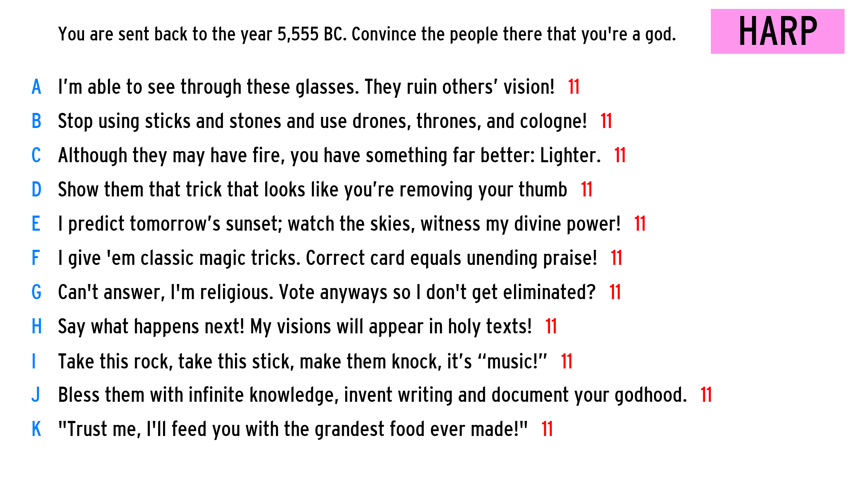 You are sent back to the year 5,555 BC. Convince the people there that you're a god.
HARP
A I’m able to see through these glasses. They ruin others’ vision! 11
B Stop using sticks and stones and use drones, thrones, and cologne! 11
C Although they may have fire, you have something far better: Lighter. 11
D Show them that trick that looks like you’re removing your thumb 11
E I predict tomorrow’s sunset; watch the skies, witness my divine power! 11
F I give 'em classic magic tricks. Correct card equals unending praise! 11
G Can't answer, I'm religious. Vote anyways so I don't get eliminated? 11
H Say what happens next! My visions will appear in holy texts! 11
I Take this rock, take this stick, make them knock, it’s “music!” 11
J Bless them with infinite knowledge, invent writing and document your godhood. 11
K "Trust me, I'll feed you with the grandest food ever made!" 11